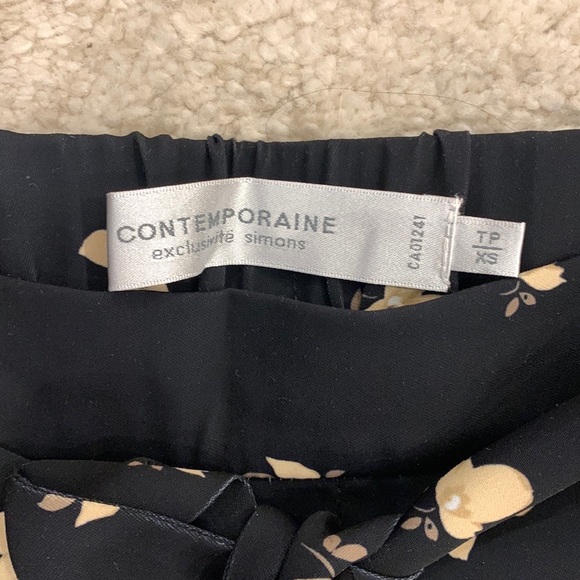 CONTEMPORAINE
exclusivité simons
CA01241
TP
XS